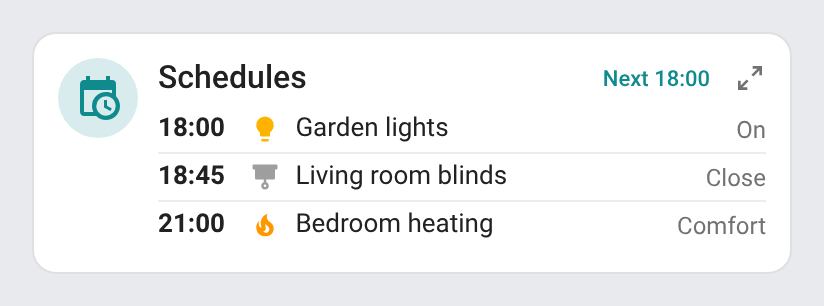 Schedules Next 18:00
18:00 Garden lights On
18:45 Living room blinds Close
21:00 Bedroom heating Comfort